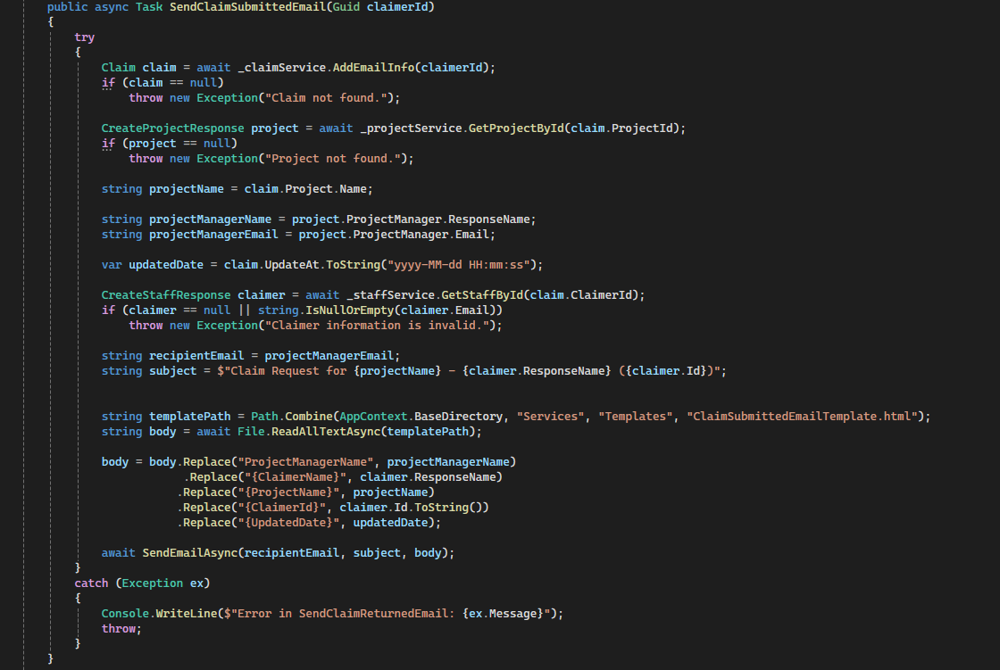 public async Task SendClaimSubmittedEmail(Guid claimerId)
{
try
{
Claim claim = await _claimService.AddEmailInfo(claimerId);
if (claim == null)
throw new Exception("Claim not found.");
CreateProjectResponse project = await _projectService.GetProjectById(claim.ProjectId);
if (project == null)
throw new Exception("Project not found.");
string projectName = claim.Project.Name;
string projectManagerName = project.ProjectManager.ResponseName;
string projectManagerEmail = project.ProjectManager.Email;
var updatedDate = claim.UpdateAt.ToString("yyyy-MM-dd HH:mm:ss");
CreateStaffResponse claimer = await _staffService.GetStaffById(claim.ClaimerId);
if (claimer == null || string.IsNullOrEmpty(claimer.Email))
throw new Exception("Claimer information is invalid.");
string recipientEmail = projectManagerEmail;
string subject = $"Claim Request for {projectName} - {claimer.ResponseName} ({claimer.Id})";
string templatePath = Path.Combine(AppContext.BaseDirectory, "Services", "Templates", "ClaimSubmittedEmailTemplate.html");
string body = await File.ReadAllTextAsync(templatePath);
body = body.Replace("ProjectManagerName", projectManagerName)
.Replace("{ClaimerName}", claimer.ResponseName)
.Replace("{ProjectName}", projectName)
.Replace("{ClaimerId}", claimer.Id.ToString())
.Replace("{UpdatedDate}", updatedDate);
await SendEmailAsync(recipientEmail, subject, body);
}
catch (Exception ex)
{
Console.WriteLine($"Error in SendClaimReturnedEmail: {ex.Message}");
throw;
}
}